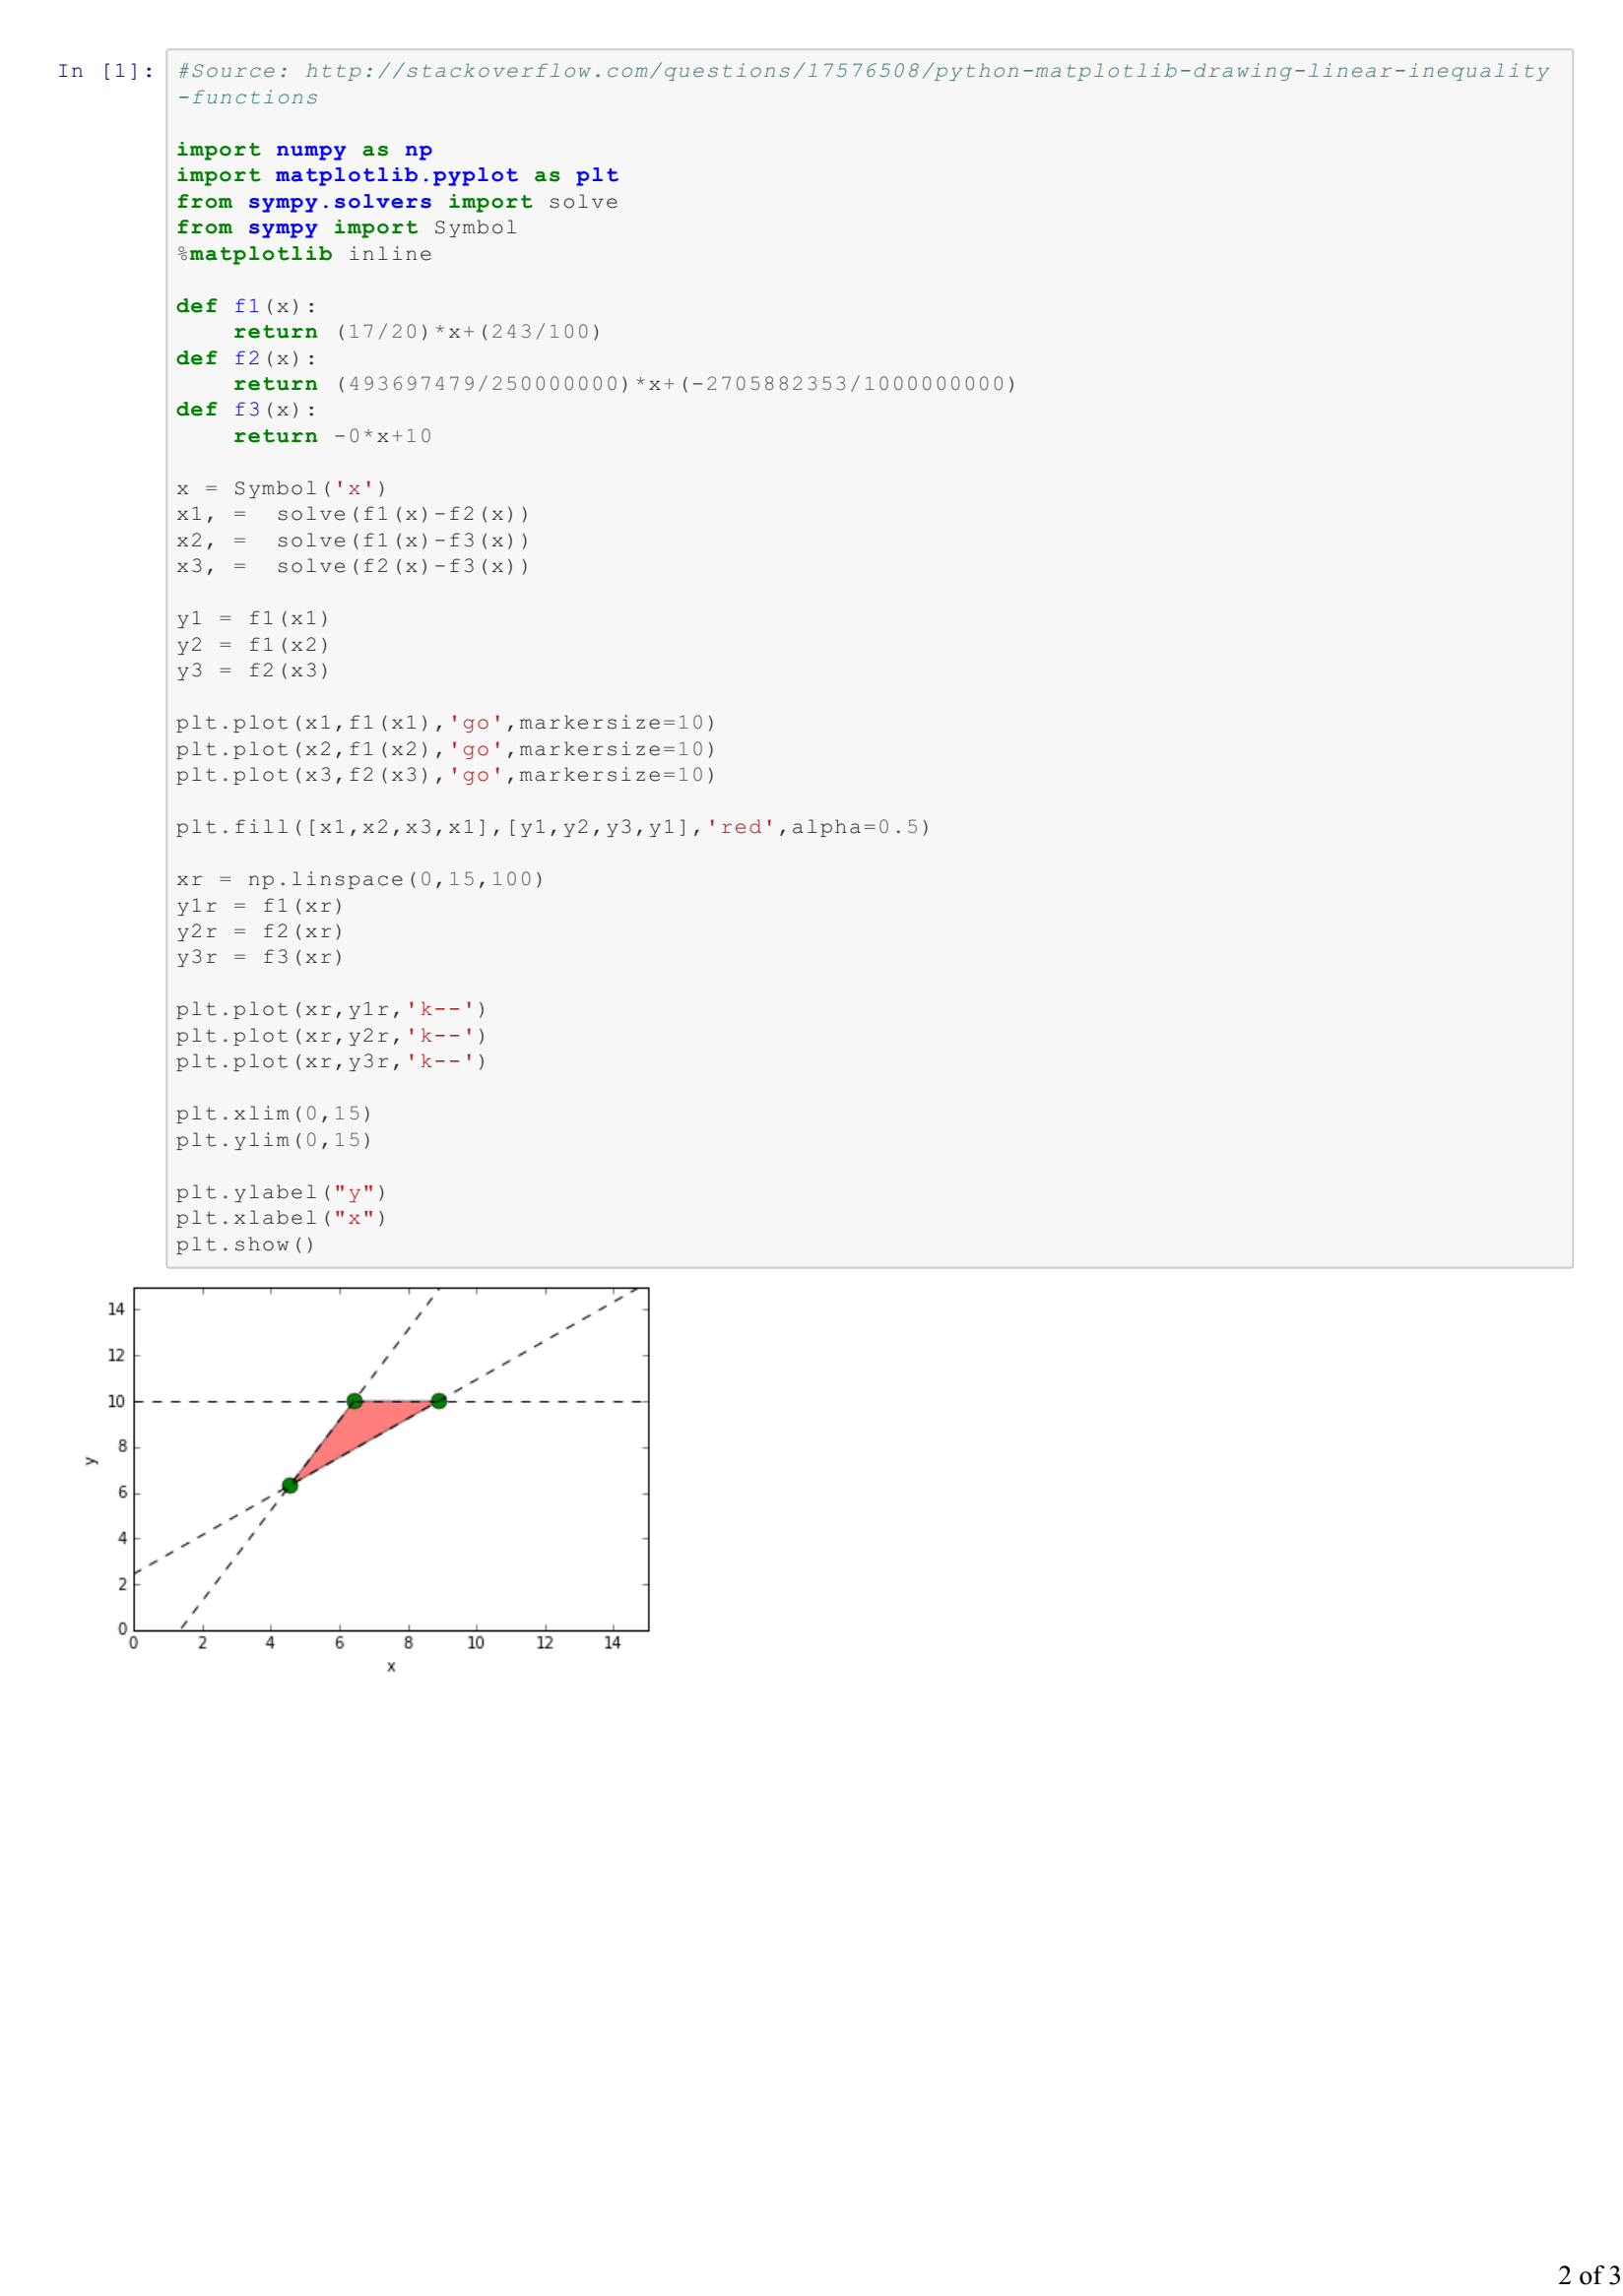 In [1]: #Source: http://stackoverflow.com/questions/17576508/python-matplotlib-drawing-linear-inequality
-functions

import numpy as np
import matplotlib.pyplot as plt
from sympy.solvers import solve
from sympy import Symbol
%matplotlib inline

def f1(x):
    return (17/20)*x+(243/100)
def f2(x):
    return (493697479/250000000)*x+(-2705882353/1000000000)
def f3(x):
    return -0*x+10

x = Symbol('x')
x1, =  solve(f1(x)-f2(x))
x2, =  solve(f1(x)-f3(x))
x3, =  solve(f2(x)-f3(x))

y1 = f1(x1)
y2 = f1(x2)
y3 = f2(x3)

plt.plot(x1,f1(x1),'go',markersize=10)
plt.plot(x2,f1(x2),'go',markersize=10)
plt.plot(x3,f2(x3),'go',markersize=10)

plt.fill([x1,x2,x3,x1],[y1,y2,y3,y1],'red',alpha=0.5)

xr = np.linspace(0,15,100)
y1r = f1(xr)
y2r = f2(xr)
y3r = f3(xr)

plt.plot(xr,y1r,'k--')
plt.plot(xr,y2r,'k--')
plt.plot(xr,y3r,'k--')

plt.xlim(0,15)
plt.ylim(0,15)

plt.ylabel("y")
plt.xlabel("x")
plt.show()

14
12
10
8
y
6
4
2
0
0 2 4 6 8 10 12 14
x
2 of 3